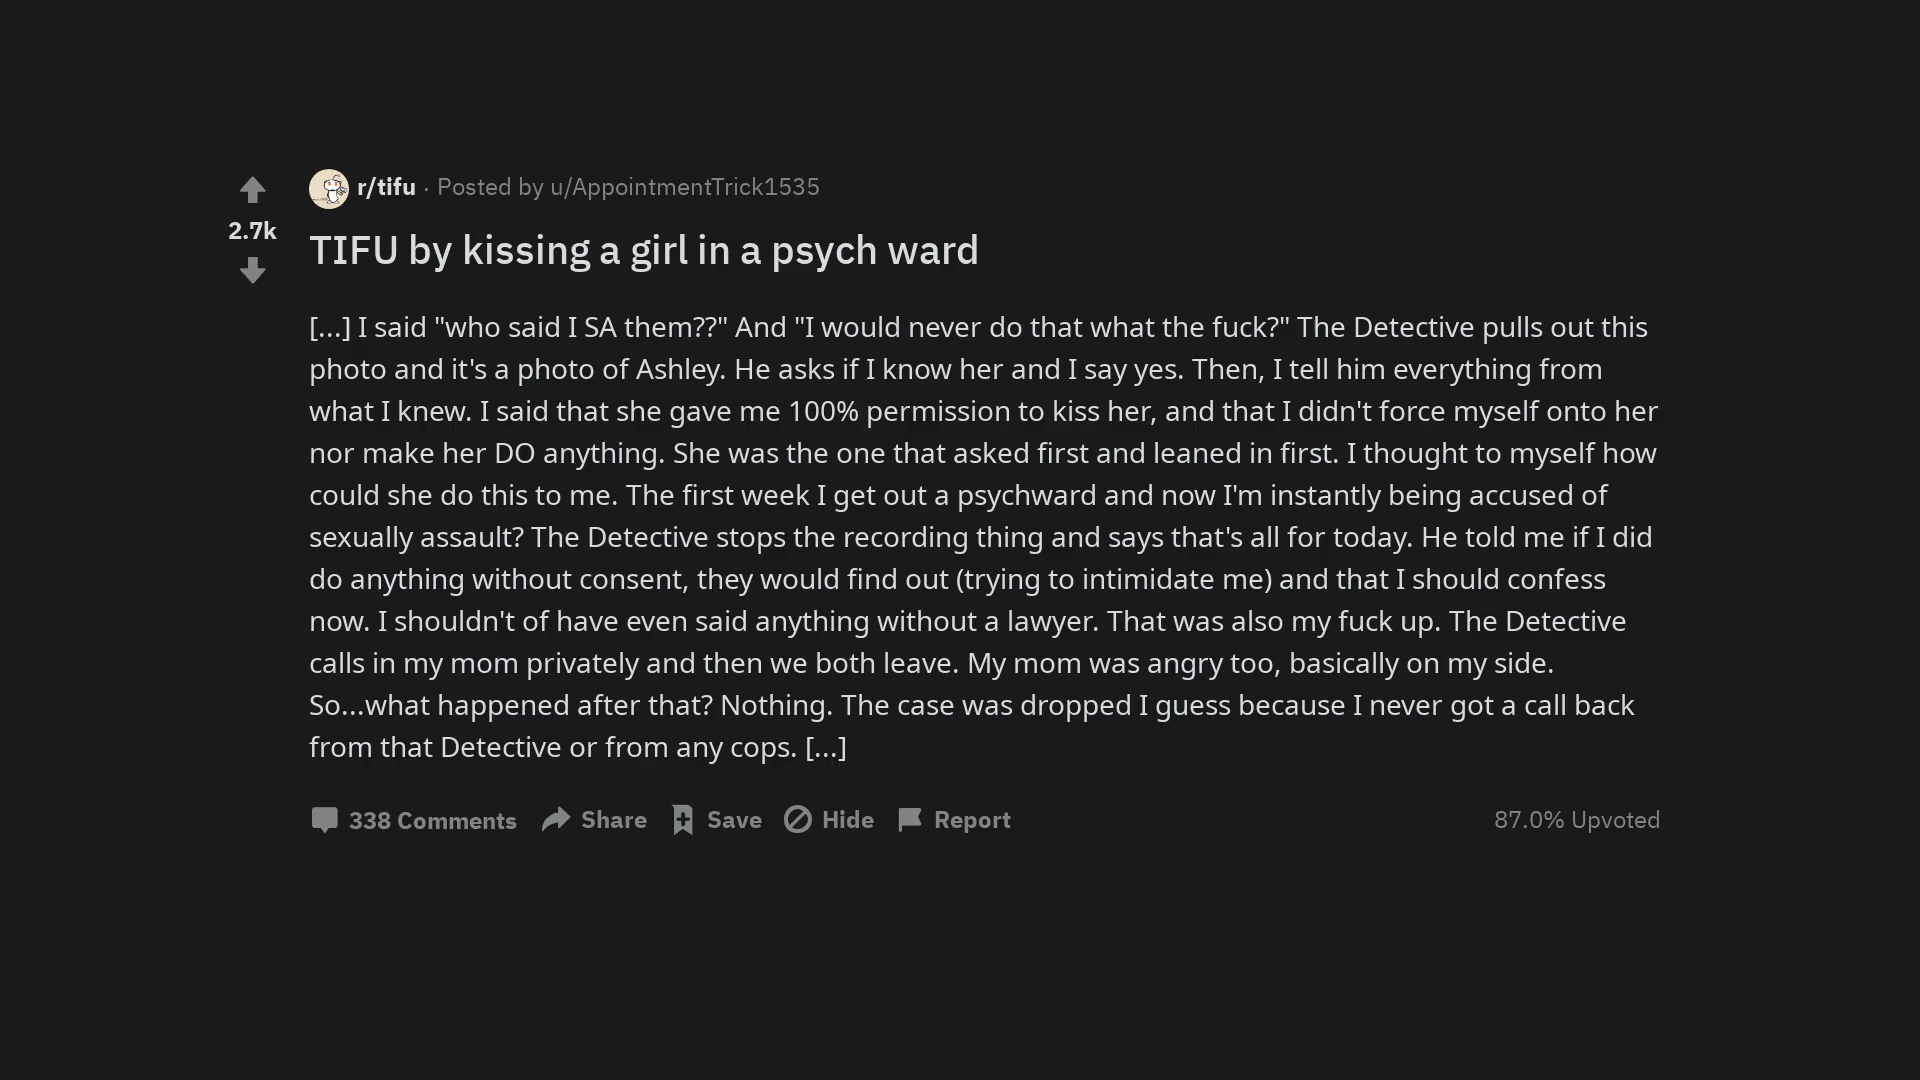 r/tifu · Posted by u/AppointmentTrick1535
2.7k
TIFU by kissing a girl in a psych ward
[...] I said "who said I SA them??" And "I would never do that what the fuck?" The Detective pulls out this
photo and it's a photo of Ashley. He asks if I know her and I say yes. Then, I tell him everything from
what I knew. I said that she gave me 100% permission to kiss her, and that I didn't force myself onto her
nor make her DO anything. She was the one that asked first and leaned in first. I thought to myself how
could she do this to me. The first week I get out a psychward and now I'm instantly being accused of
sexually assault? The Detective stops the recording thing and says that's all for today. He told me if I did
do anything without consent, they would find out (trying to intimidate me) and that I should confess
now. I shouldn't of have even said anything without a lawyer. That was also my fuck up. The Detective
calls in my mom privately and then we both leave. My mom was angry too, basically on my side.
So...what happened after that? Nothing. The case was dropped I guess because I never got a call back
from that Detective or from any cops. [...]
338 Comments Share Save Hide Report 87.0% Upvoted